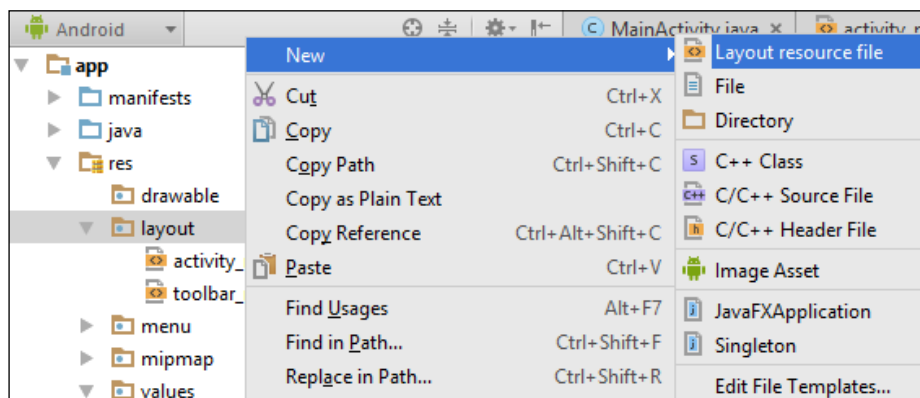 Android
MainActivity.java
app
manifests
java
res
drawable
layout
activity_
toolbar_
menu
mipmap
values
New
Cut Ctrl+X
Copy Ctrl+C
Copy Path Ctrl+Shift+C
Copy as Plain Text
Copy Reference Ctrl+Alt+Shift+C
Paste Ctrl+V
Find Usages Alt+F7
Find in Path... Ctrl+Shift+F
Replace in Path... Ctrl+Shift+R
Layout resource file
File
Directory
S C++ Class
C++ C/C++ Source File
h C/C++ Header File
Image Asset
JavaFXApplication
Singleton
Edit File Templates...